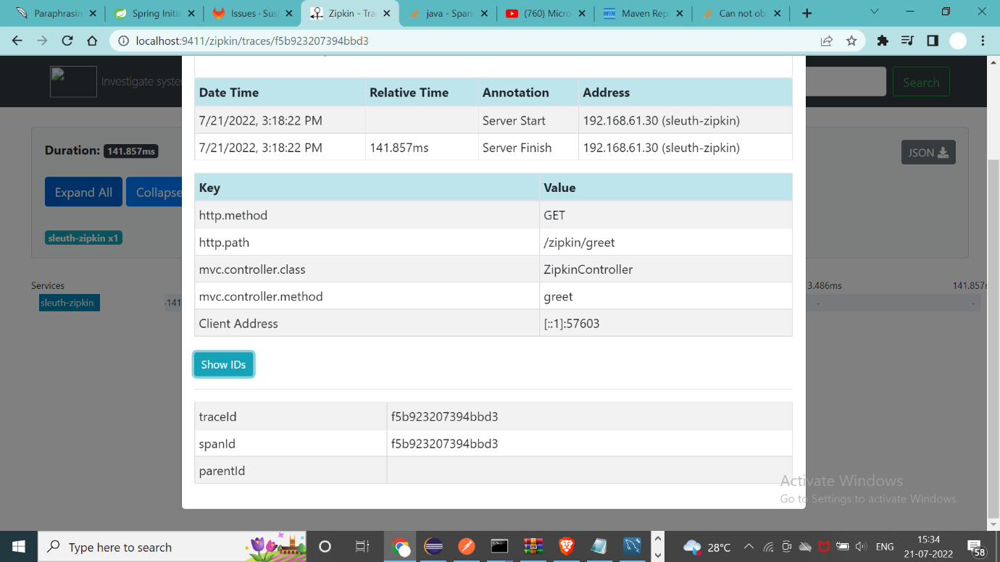 Paraphrasin
Spring Initia
Issues · Sus
Zipkin - Tra
java - Span
(760) Micro
MVN Maven Rep
Can not ob
localhost:9411/zipkin/traces/f5b923207394bbd3
Investigate syste
Search
Date Time Relative Time Annotation Address
7/21/2022, 3:18:22 PM Server Start 192.168.61.30 (sleuth-zipkin)
7/21/2022, 3:18:22 PM 141.857ms Server Finish 192.168.61.30 (sleuth-zipkin)
Duration: 141.857ms
JSON
Expand All Collapse
Key Value
http.method GET
http.path /zipkin/greet
mvc.controller.class ZipkinController
mvc.controller.method greet
Client Address [::1]:57603
sleuth-zipkin x1
Services 3.486ms 141.857
sleuth-zipkin ·141
Show IDs
traceId f5b923207394bbd3
spanId f5b923207394bbd3
parentId
Activate Windows
Go to Settings to activate Windows.
Type here to search
28°C
ENG
15:34
21-07-2022
58